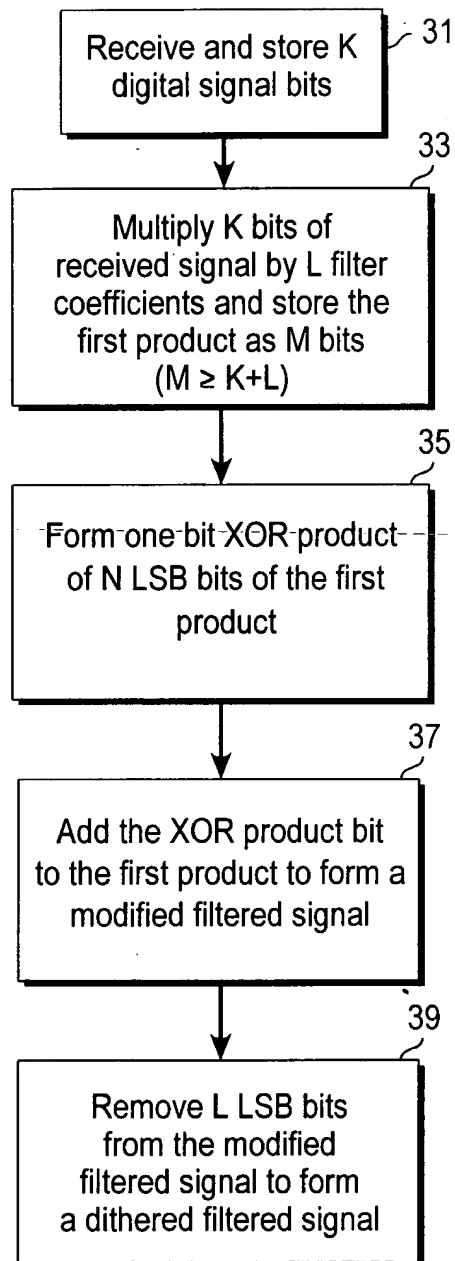 31
Receive and store K
digital signal bits
33
Multiply K bits of
received signal by L filter
coefficients and store the
first product as M bits
(M ≥ K+L)
35
Form one bit XOR product
of N LSB bits of the first
product
37
Add the XOR product bit
to the first product to form a
modified filtered signal
39
Remove L LSB bits
from the modified
filtered signal to form
a dithered filtered signal